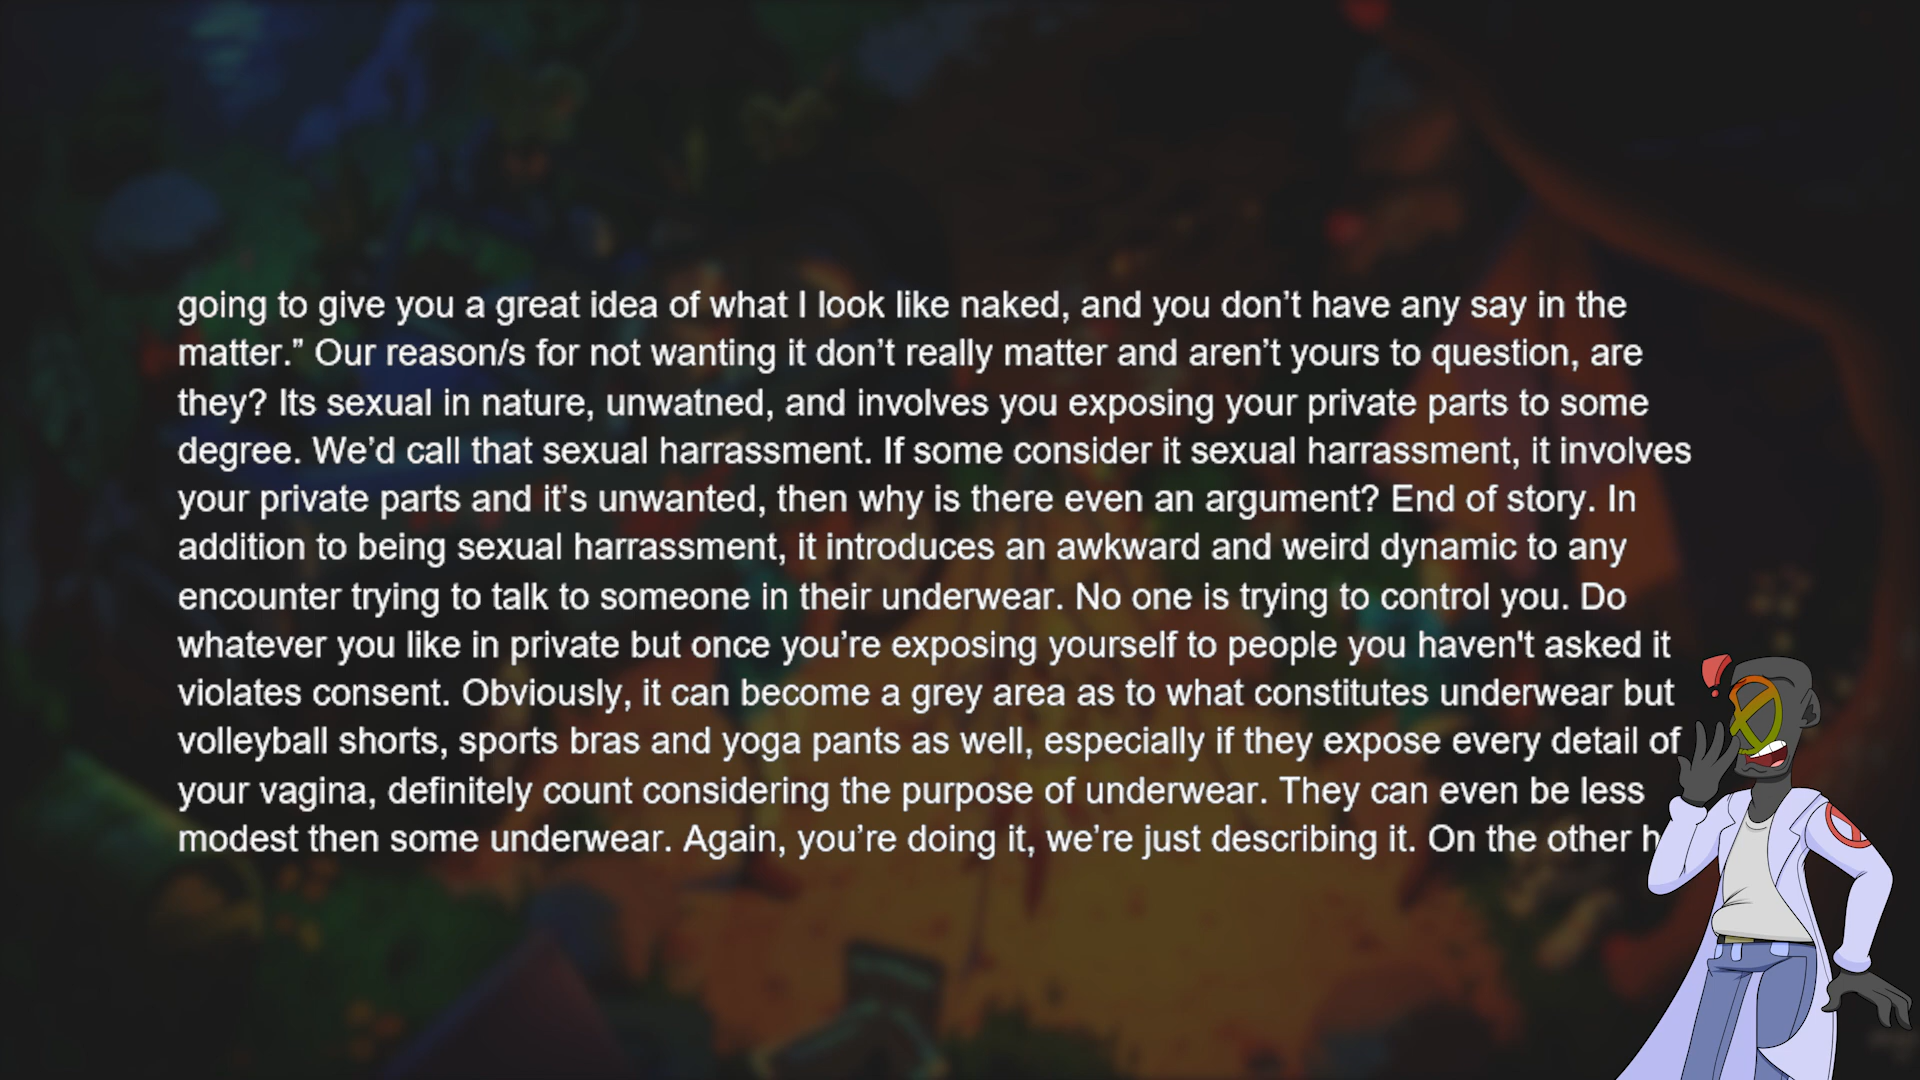 going to give you a great idea of what I look like naked, and you don’t have any say in the
matter.” Our reason/s for not wanting it don’t really matter and aren’t yours to question, are
they? Its sexual in nature, unwatned, and involves you exposing your private parts to some
degree. We’d call that sexual harrassment. If some consider it sexual harrassment, it involves
your private parts and it’s unwanted, then why is there even an argument? End of story. In
addition to being sexual harrassment, it introduces an awkward and weird dynamic to any
encounter trying to talk to someone in their underwear. No one is trying to control you. Do
whatever you like in private but once you’re exposing yourself to people you haven't asked it
violates consent. Obviously, it can become a grey area as to what constitutes underwear but
volleyball shorts, sports bras and yoga pants as well, especially if they expose every detail of
your vagina, definitely count considering the purpose of underwear. They can even be less
modest then some underwear. Again, you’re doing it, we’re just describing it. On the other